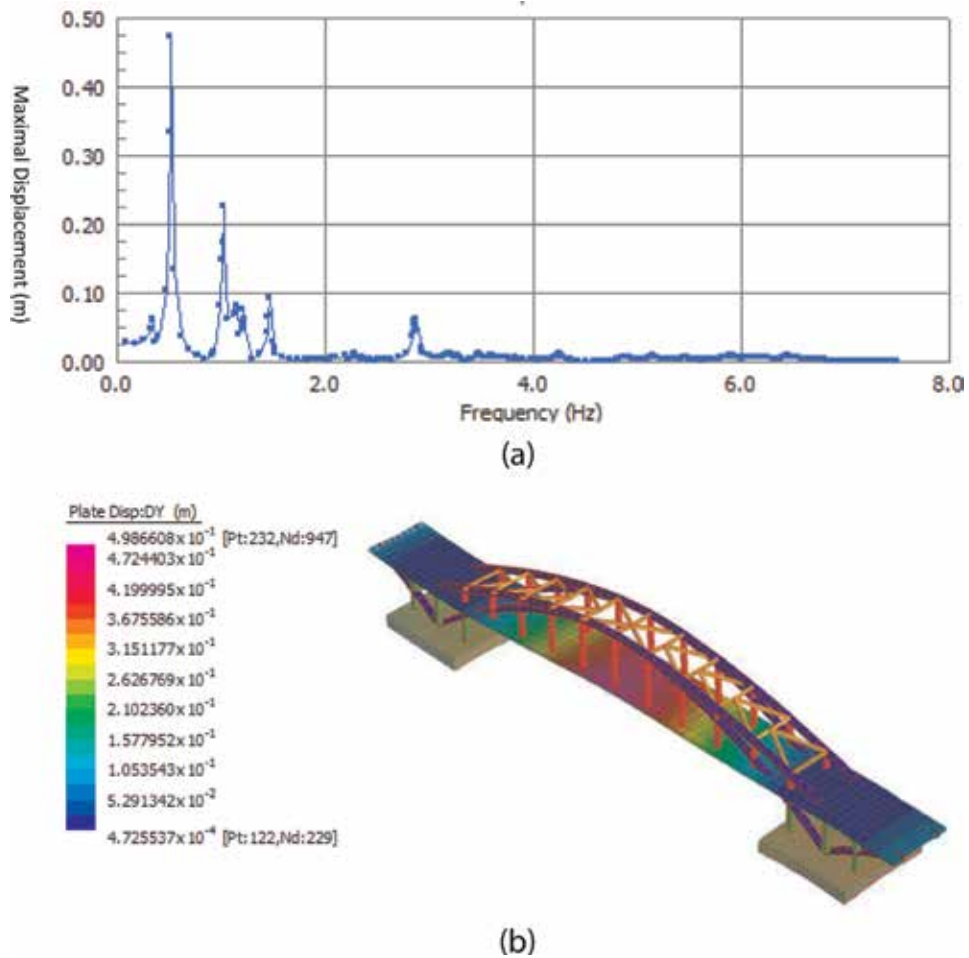 0.50
0.40
0.30
0.20
0.10
0.00
Maximal Displacement (m)
0.0 2.0 4.0 6.0 8.0
Frequency (Hz)
(a)
Plate Disp:DY (m)
4.986608x10⁻¹ [Pt:232,Nd:947]
4.724403x10⁻¹
4.199995x10⁻¹
3.675586x10⁻¹
3.151177x10⁻¹
2.626769x10⁻¹
2.102360x10⁻¹
1.577952x10⁻¹
1.053543x10⁻¹
5.291342x10⁻²
4.725537x10⁻⁴ [Pt:122,Nd:229]
(b)